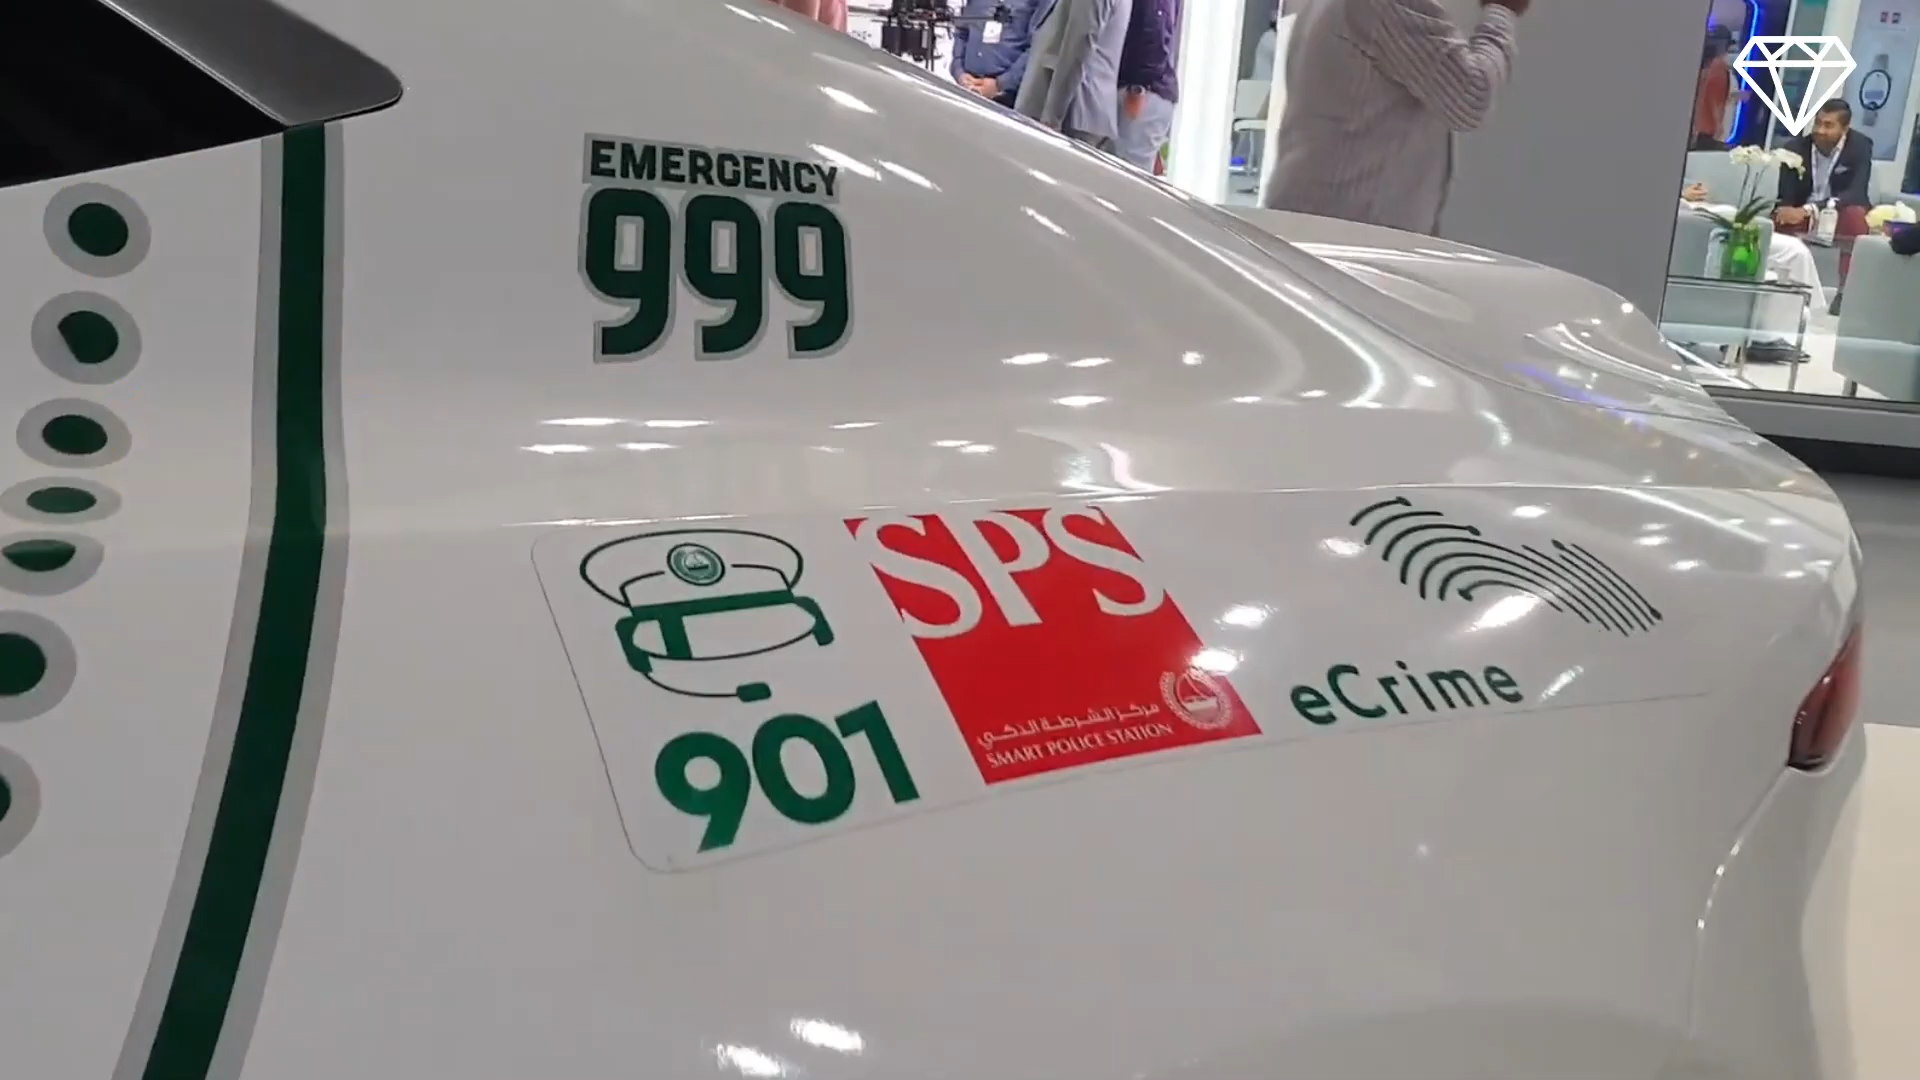 EMERGENCY
999
901
SPS
مركز الشرطة الذكي
SMART POLICE STATION
eCrime